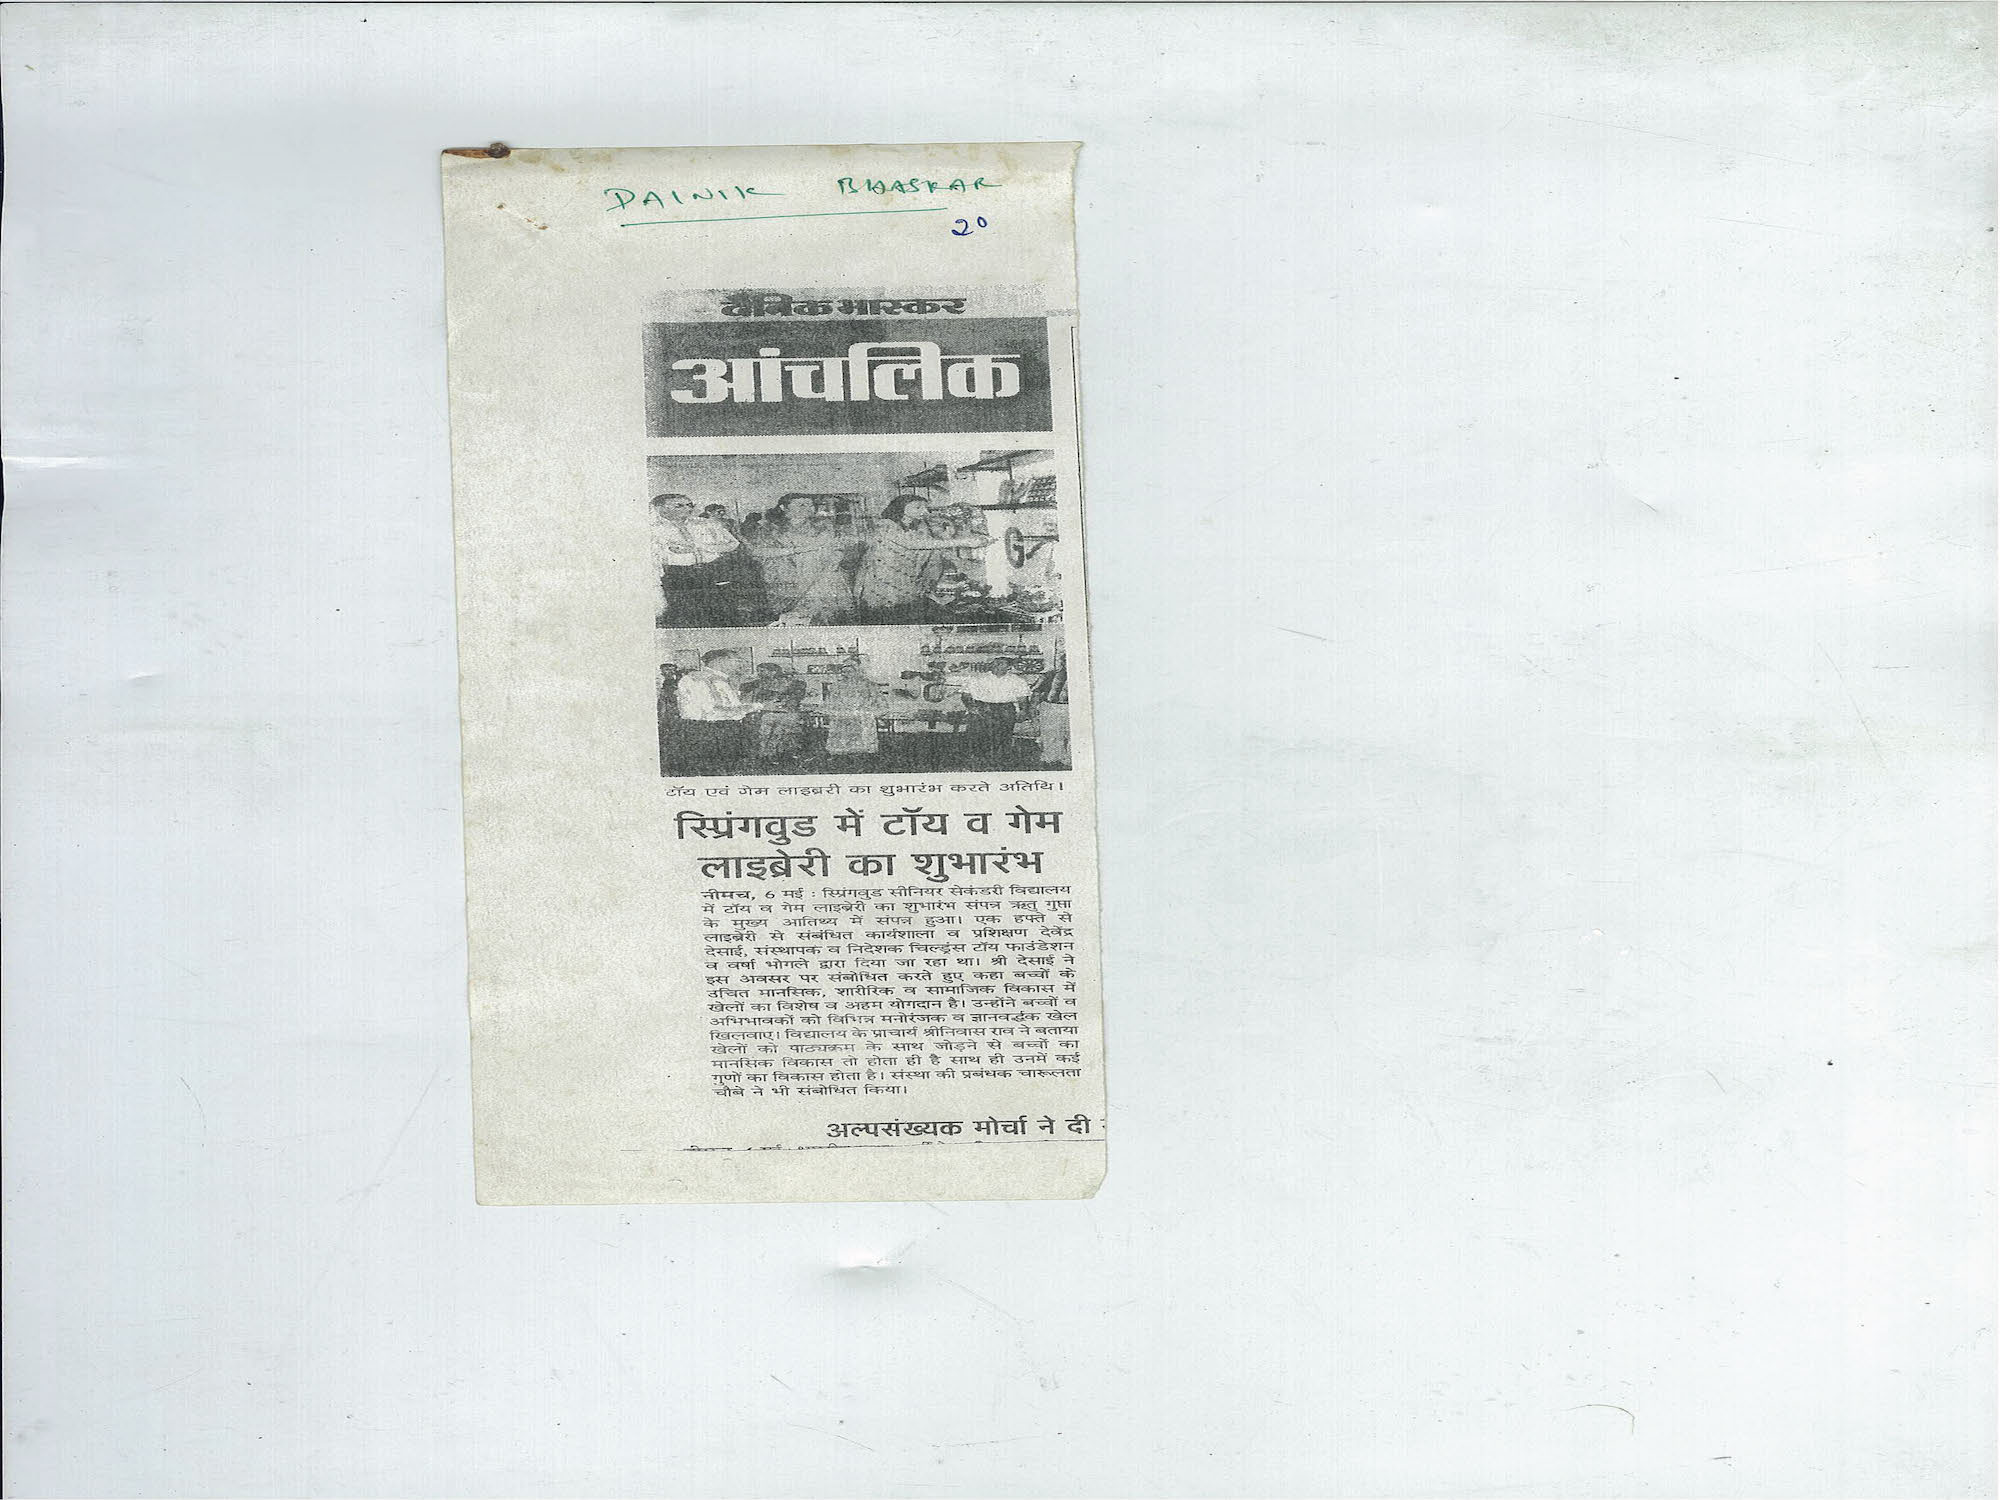 DAINIK BHASKAR
20
दैनिक भास्कर
आंचलिक
G
टॉय एवं गेम लाइब्ररी का शुभारंभ करते अतिथि।
स्प्रिंगवुड में टॉय व गेम
लाइब्रेरी का शुभारंभ
नीमच, 6 मई : स्प्रिंगवुड सीनियर सेकंडरी विद्यालय
में टॉय व गेम लाइब्रेरी का शुभारंभ संपन्न ऋतु गुप्ता
के मुख्य आतिथ्य में संपन्न हुआ। एक हफ्ते से
लाइब्रेरी से संबंधित कार्यशाला व प्रशिक्षण देवेंद्र
देसाई, संस्थापक व निदेशक चिल्ड्रंस टॉय फाउंडेशन
व वर्षा भोगले द्वारा दिया जा रहा था। श्री देसाई ने
इस अवसर पर संबोधित करते हुए कहा बच्चों के
उचित मानसिक, शारीरिक व सामाजिक विकास में
खेलों का विशेष व अहम योगदान है। उन्होंने बच्चों व
अभिभावकों को विभिन्न मनोरंजक व ज्ञानवर्द्धक खेल
खिलवाए। विद्यालय के प्राचार्य श्रीनिवास राव ने बताया
खेलों को पाठ्यक्रम के साथ जोड़ने से बच्चों का
मानसिक विकास तो होता ही है साथ ही उनमें कई
गुणों का विकास होता है। संस्था की प्रबंधक चारूलता
चौबे ने भी संबोधित किया।
अल्पसंख्यक मोर्चा ने दी